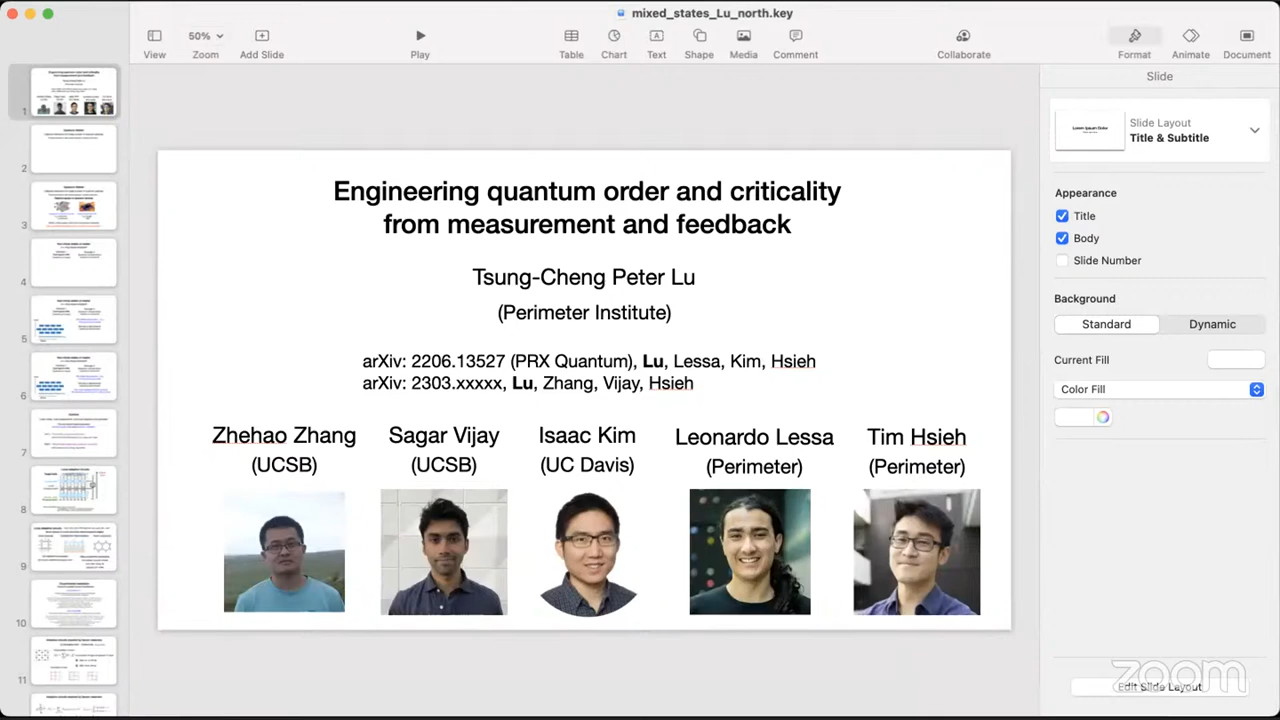 mixed_states_Lu_north.key
50%
View
Zoom
Add Slide
Play
Table
Chart
Text
Shape
Media
Comment
Collaborate
Format
Animate
Document
1
2
3
4
5
6
7
8
9
10
11
Engineering quantum order and criticality
from measurement and feedback
Tsung-Cheng Peter Lu
(Perimeter Institute)
arXiv: 2206.13527 (PRX Quantum), Lu, Lessa, Kim, Hsieh
arXiv: 2303.xxxxx, Lu, Zhang, Vijay, Hsieh
Zhehao Zhang
(UCSB)
Sagar Vijay
(UCSB)
Isaac Kim
(UC Davis)
Leonardo Lessa
(Perimeter)
Tim Hsieh
(Perimeter)
Slide
Slide Layout
Title & Subtitle
Appearance
Title
Body
Slide Number
Background
Standard
Dynamic
Current Fill
Color Fill
Edit Slide Layout
zoom